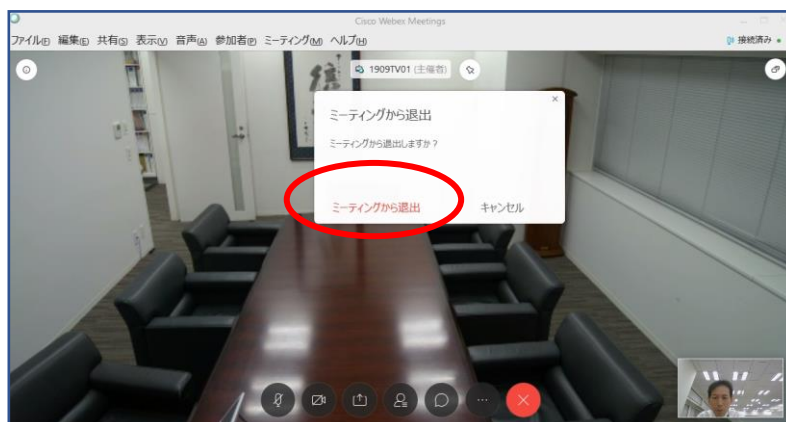 Cisco Webex Meetings
ファイル(F) 編集(E) 共有(S) 表示(V) 音声(A) 参加者(P) ミーティング(M) ヘルプ(H) 接続済み
1909TV01 (主催者)
ミーティングから退出
ミーティングから退出しますか？
ミーティングから退出 キャンセル